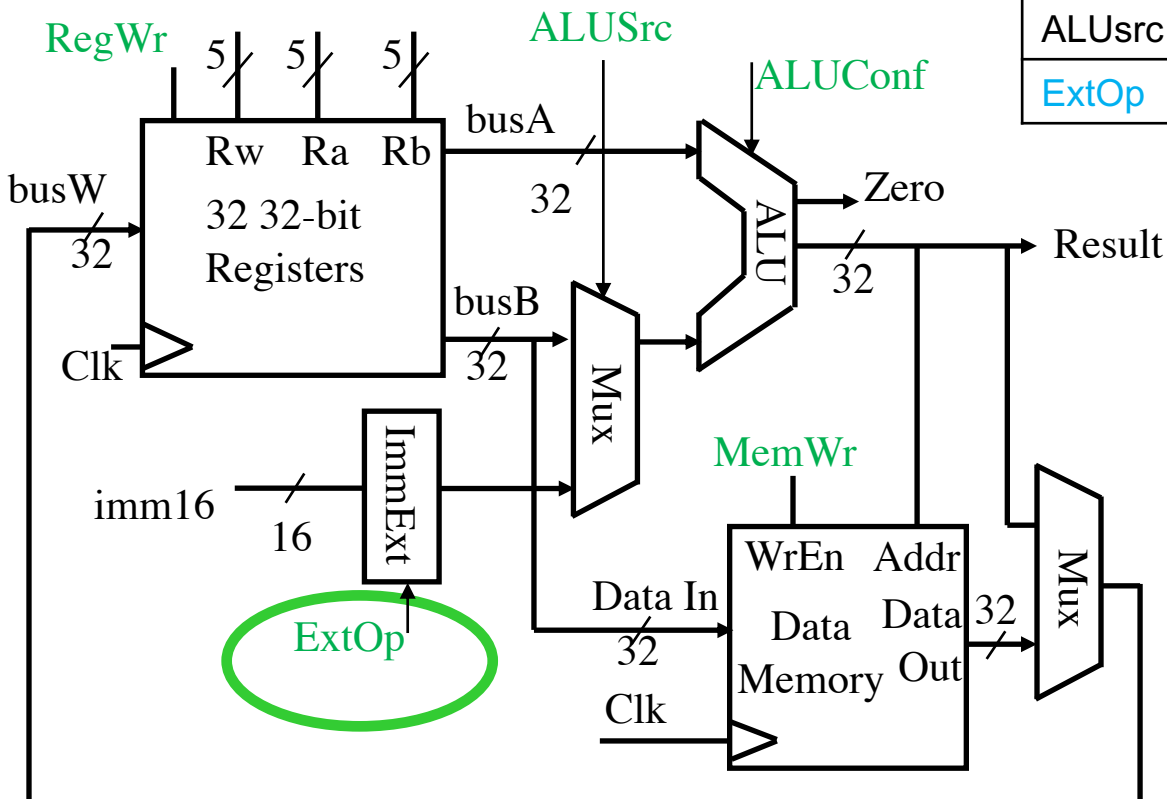 RegWr
5
5
5
ALUSrc
ALUConf
ALUsrc
ExtOp
Rw
Ra
Rb
busA
32
busW
32
32 32-bit
Registers
Clk
busB
32
Mux
ALU
Zero
32
Result
imm16
16
ImmExt
ExtOp
MemWr
WrEn
Addr
Data In
32
Data
Memory
Data
Out
32
Clk
Mux